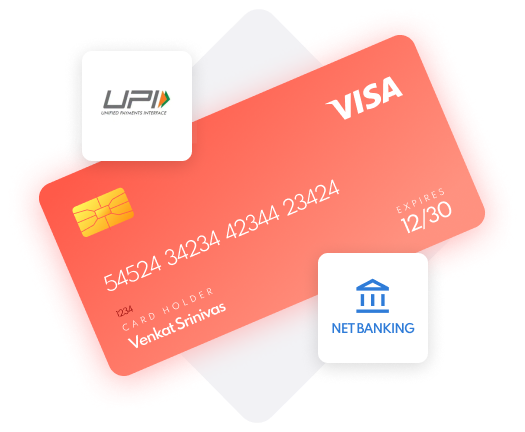 UPI
UNIFIED PAYMENTS INTERFACE
VISA
54524 34234 42344 23424
EXPIRES
12/30
1234
CARD HOLDER
Venkat Srinivas
NET BANKING